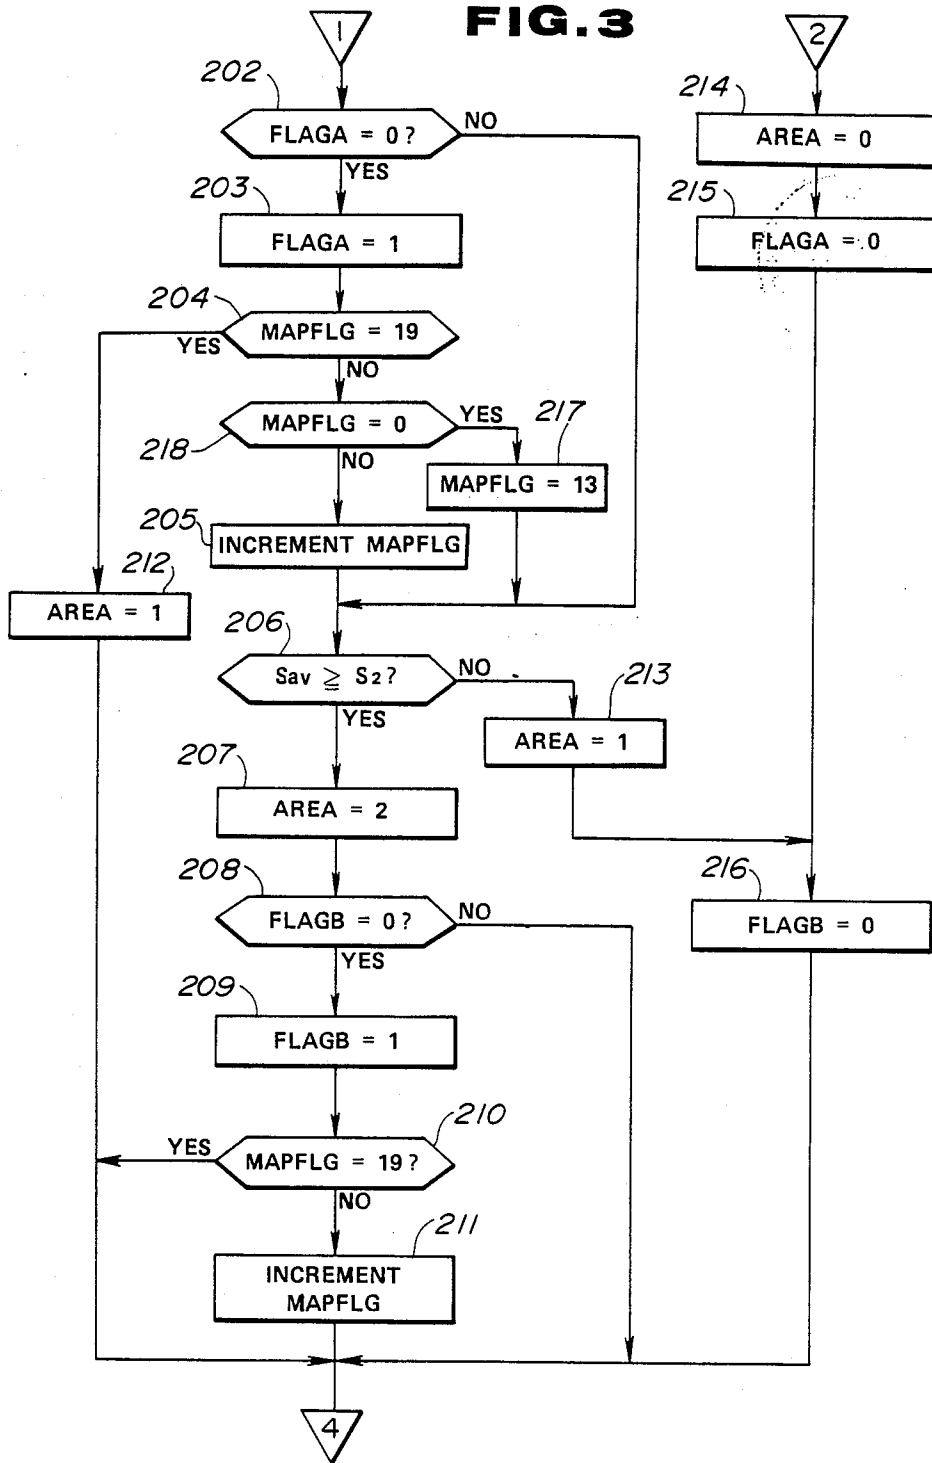 FIG.3
1
2
202
FLAGA = 0?
NO
YES
214
AREA = 0
203
FLAGA = 1
215
FLAGA = 0
204
MAPFLG = 19
YES
NO
218
MAPFLG = 0
YES
NO
217
MAPFLG = 13
205
INCREMENT MAPFLG
212
AREA = 1
206
Sav ≧ S2?
NO
YES
213
AREA = 1
207
AREA = 2
208
FLAGB = 0?
NO
YES
216
FLAGB = 0
209
FLAGB = 1
210
MAPFLG = 19?
YES
NO
211
INCREMENT
MAPFLG
4